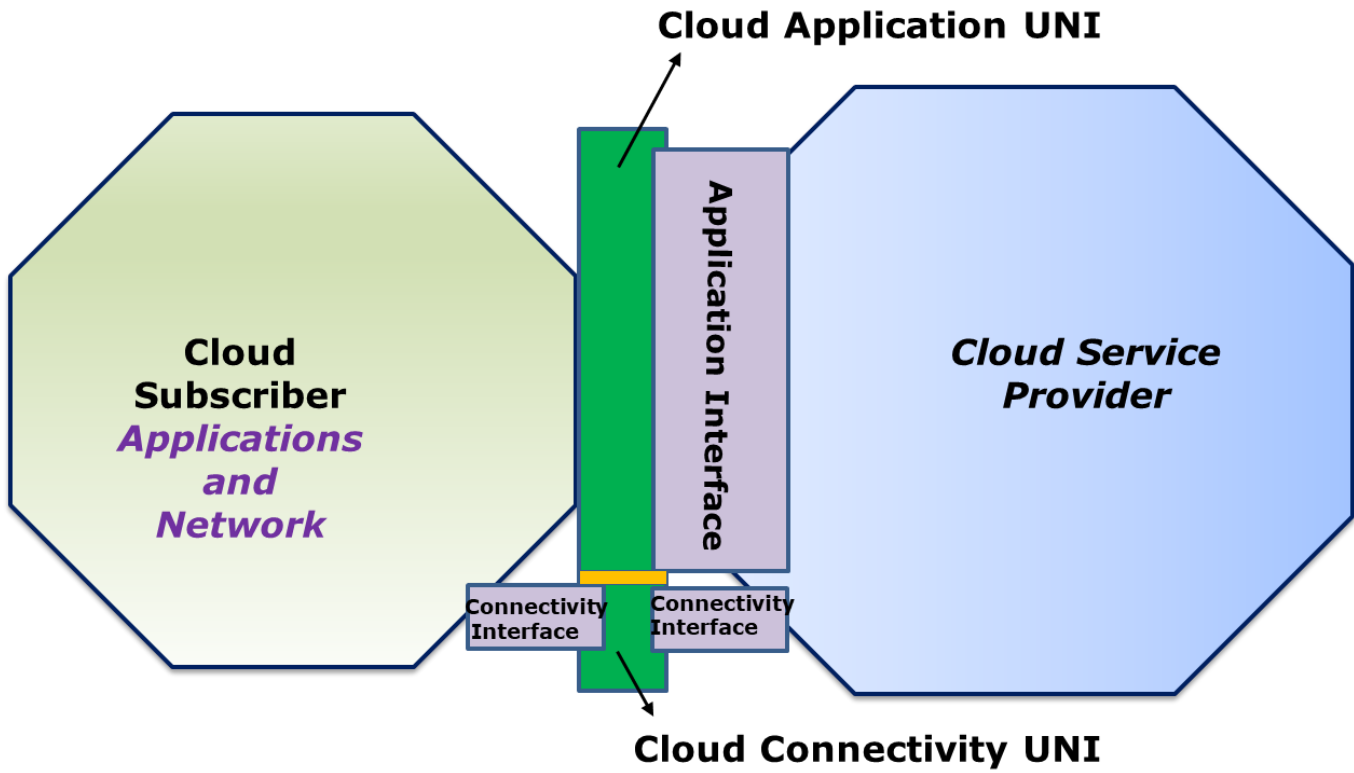 Cloud Application UNI
Application Interface
Cloud
Subscriber
Applications
and
Network
Cloud Service
Provider
Connectivity
Interface
Connectivity
Interface
Cloud Connectivity UNI